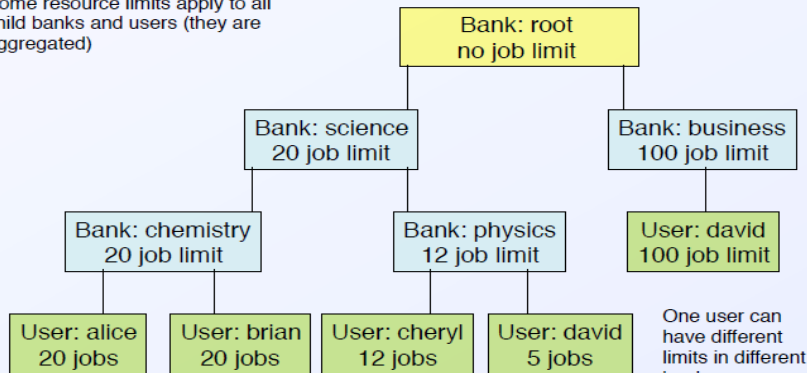 resource limits apply to all
banks and users (they are
Bank: root
no job limit
Bank: science
20 job limit
Bank: business
100 job limit
Bank: chemistry
20 job limit
Bank: physics
12 job limit
User: david
100 job limit
User: alice
20 jobs
User: brian
20 jobs
User: cheryl
12 jobs
User: david
5 jobs
One user can
have different
limits in different